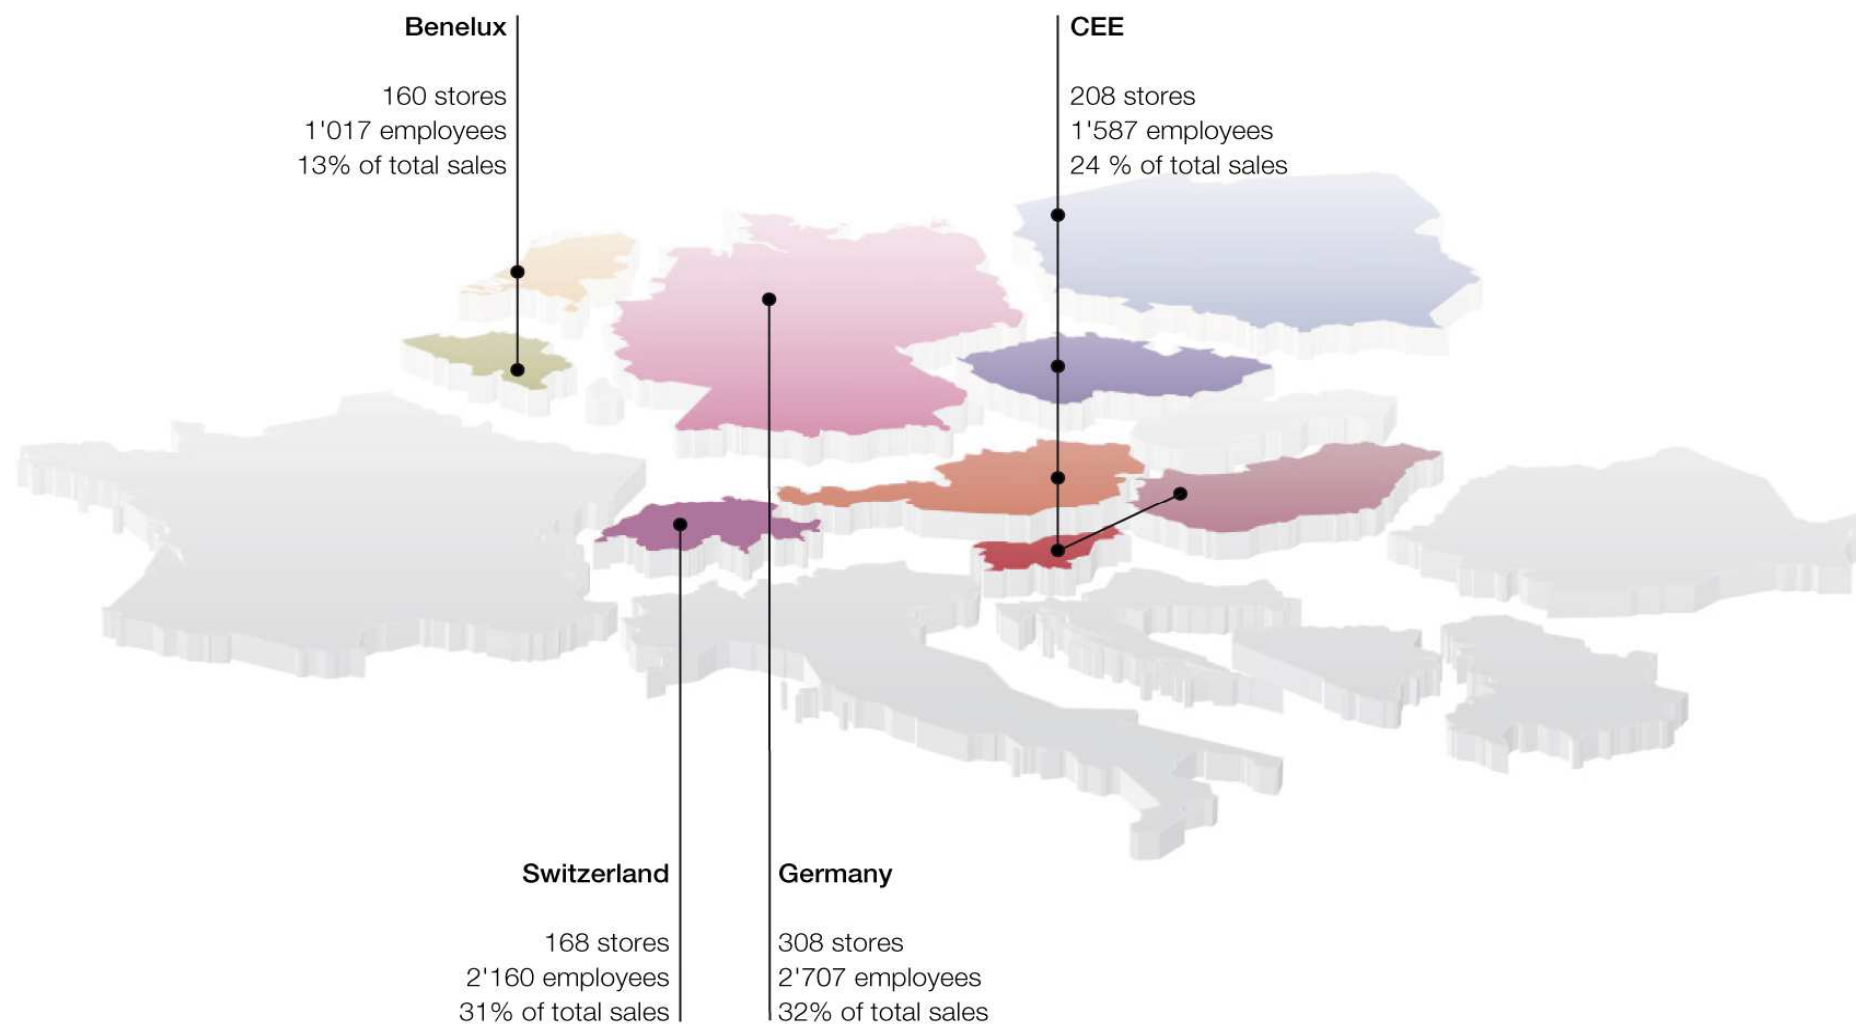 Benelux
160 stores
1'017 employees
13% of total sales
CEE
208 stores
1'587 employees
24 % of total sales
Switzerland
168 stores
2'160 employees
31% of total sales
Germany
308 stores
2'707 employees
32% of total sales